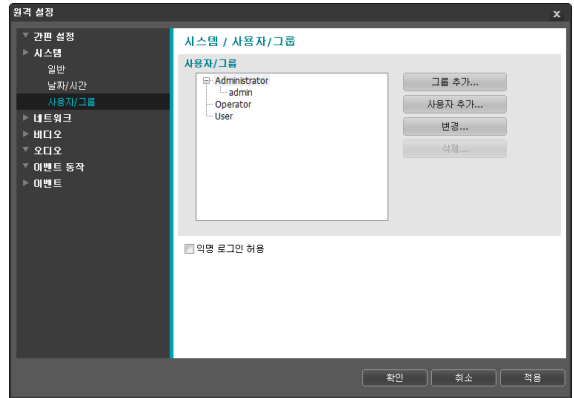 원격 설정
x
간편 설정
시스템
일반
날짜/시간
사용자/그룹
네트워크
비디오
오디오
이벤트 동작
이벤트
시스템 / 사용자/그룹
사용자/그룹
Administrator
admin
Operator
User
그룹 추가...
사용자 추가...
변경...
삭제...
익명 로그인 허용
확인
취소
적용